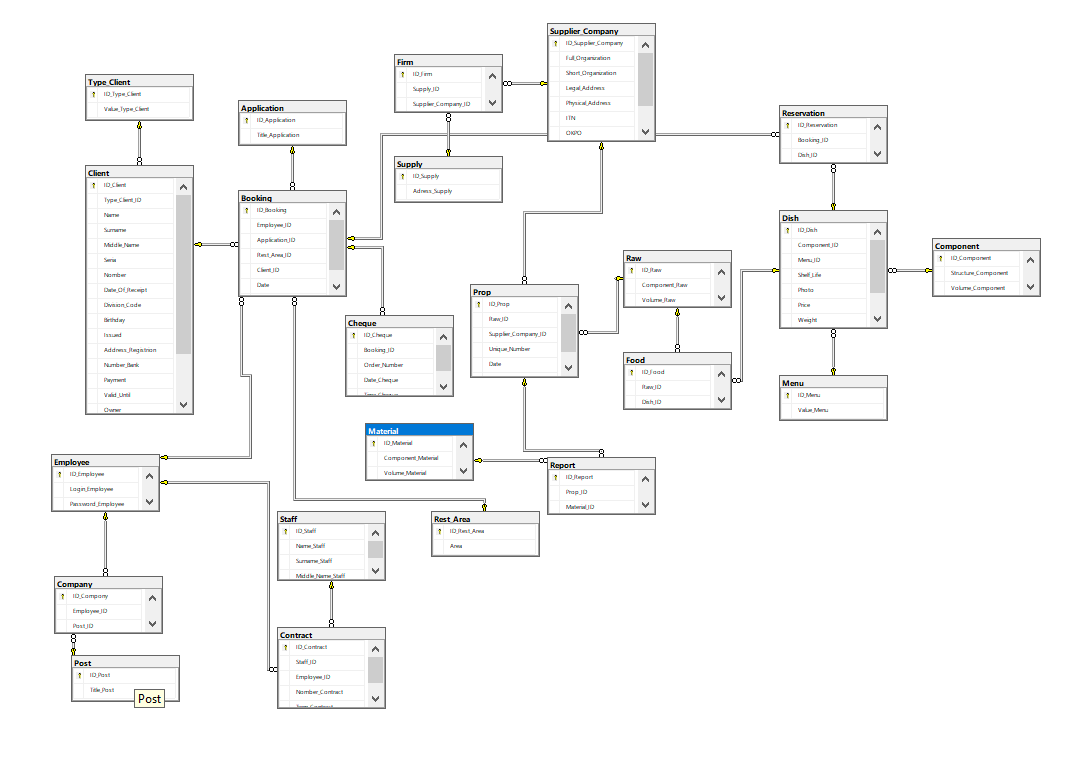 Supplier_Company
ID_Supplier_Company
Full_Organization
Short_Organization
Legal_Address
Physical_Address
ITN
OKPO
Firm
ID_Firm
Supply_ID
Supplier_Company_ID
Type_Client
ID_Type_Client
Value_Type_Client
Application
ID_Application
Title_Application
Reservation
ID_Reservation
Booking_ID
Dish_ID
Supply
ID_Supply
Adress_Supply
Client
ID_Client
Type_Client_ID
Name
Surname
Middle_Name
Seria
Nomber
Date_Of_Receipt
Division_Code
Birthday
Issued
Address_Registrion
Number_Bank
Payment
Valid_Until
Owner
Booking
ID_Booking
Employee_ID
Application_ID
Rest_Area_ID
Client_ID
Date
Dish
ID_Dish
Component_ID
Menu_ID
Shelf_Life
Photo
Price
Weight
Component
ID_Component
Structure_Component
Volume_Component
Raw
ID_Raw
Component_Raw
Volume_Raw
Prop
ID_Prop
Raw_ID
Supplier_Company_ID
Unique_Number
Date
Cheque
ID_Cheque
Booking_ID
Order_Number
Date_Cheque
Time_Cheque
Food
ID_Food
Raw_ID
Dish_ID
Menu
ID_Menu
Value_Menu
Material
ID_Material
Component_Material
Volume_Material
Employee
ID_Employee
Login_Employee
Password_Employee
Report
ID_Report
Prop_ID
Material_ID
Staff
ID_Staff
Name_Staff
Surname_Staff
Middle_Name_Staff
Rest_Area
ID_Rest_Area
Area
Company
ID_Company
Employee_ID
Post_ID
Contract
ID_Contract
Staff_ID
Employee_ID
Nomber_Contract
Term_Contract
Post
ID_Post
Title_Post
Post